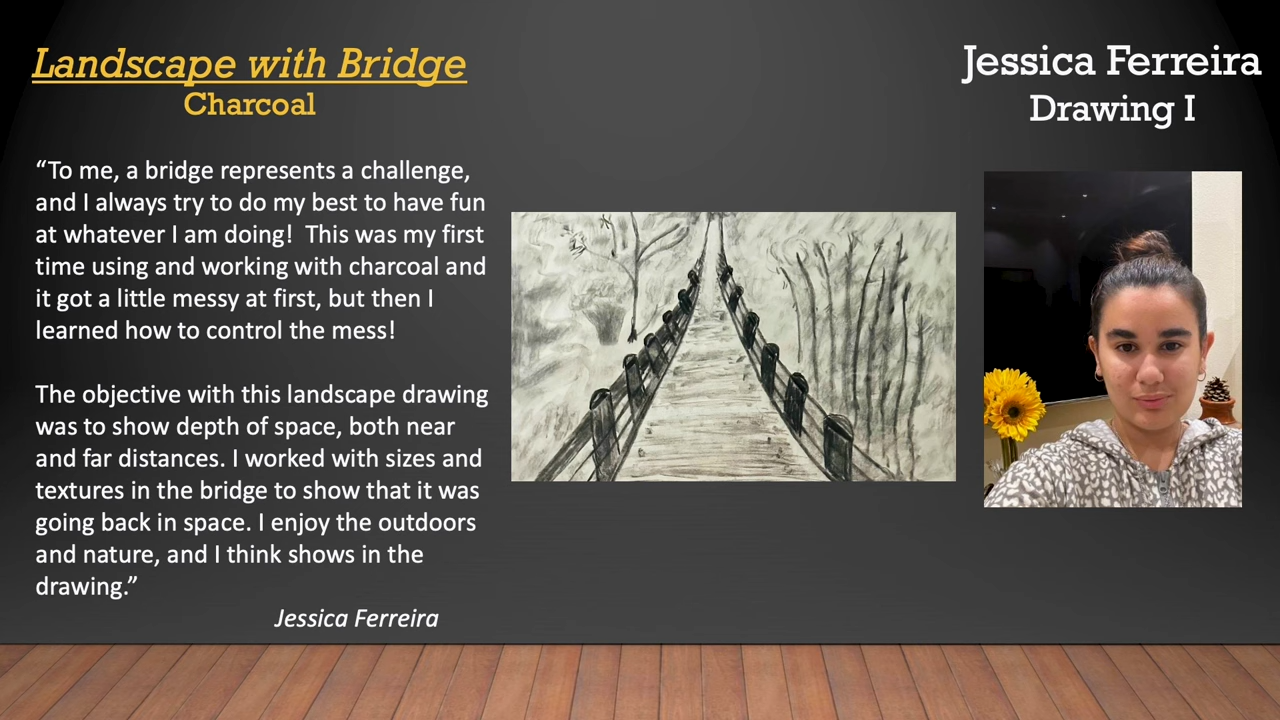 Landscape with Bridge
Charcoal
Jessica Ferreira
Drawing I
“To me, a bridge represents a challenge,
and I always try to do my best to have fun
at whatever I am doing!  This was my first
time using and working with charcoal and
it got a little messy at first, but then I
learned how to control the mess!
The objective with this landscape drawing
was to show depth of space, both near
and far distances. I worked with sizes and
textures in the bridge to show that it was
going back in space. I enjoy the outdoors
and nature, and I think shows in the
drawing.”
Jessica Ferreira